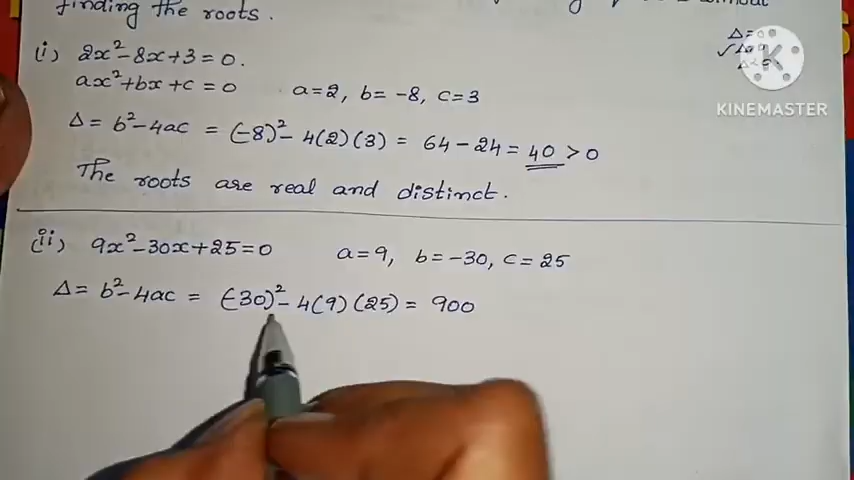 finding the roots.
Δ=0
(i) 2x²-8x+3=0.
ax²+bx+c=0 a=2, b=-8, c=3
KINEMASTER
Δ= b²-4ac = (-8)²- 4(2)(3) = 64-24 = 40 >0
The roots are real and distinct.
(ii) 9x²-30x+25=0 a=9, b=-30, c=25
Δ= b²-4ac = (-30)²- 4(9)(25) = 900